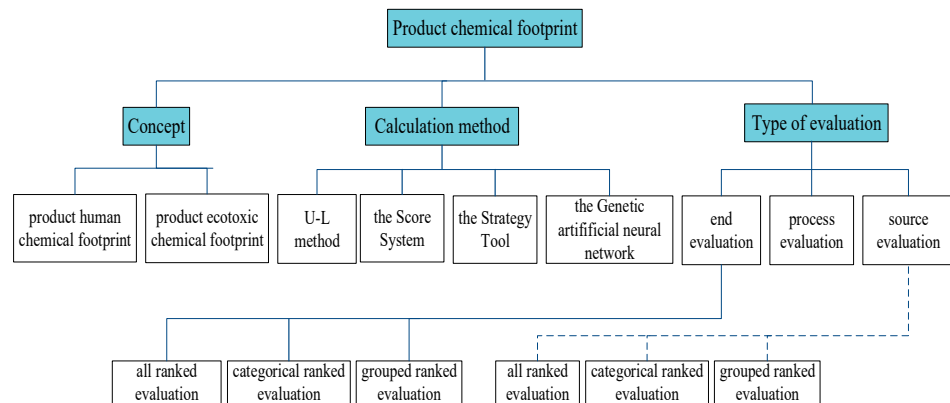 Product chemical footprint
Concept
Calculation method
Type of evaluation
product human
chemical footprint
product ecotoxic
chemical footprint
U-L
method
the Score
System
the Strategy
Tool
the Genetic
artifificial neural
network
end
evaluation
process
evaluation
source
evaluation
all ranked
evaluation
categorical ranked
evaluation
grouped ranked
evaluation
all ranked
evaluation
categorical ranked
evaluation
grouped ranked
evaluation